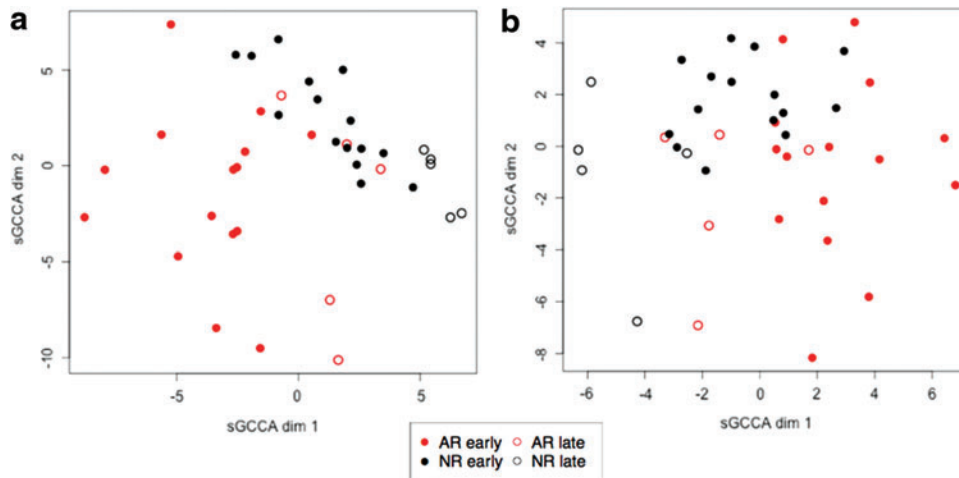 a
b
sGCCA dim 2
5
0
-5
-10
-5
0
5
sGCCA dim 1
sGCCA dim 2
4
2
0
-2
-4
-6
-8
-6
-4
-2
0
2
4
6
sGCCA dim 1
AR early AR late
NR early NR late